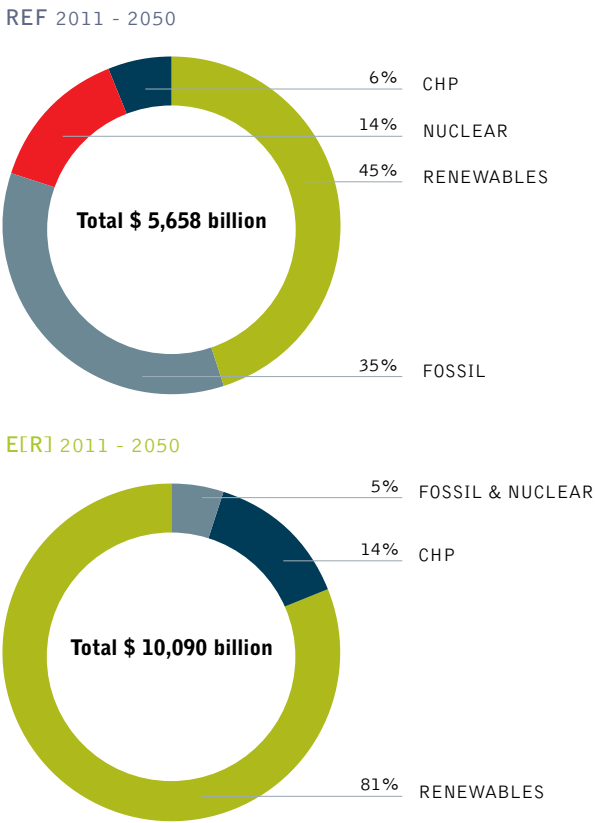 REF 2011 - 2050
6% CHP
14% NUCLEAR
45% RENEWABLES
Total $ 5,658 billion
35% FOSSIL
E[R] 2011 - 2050
5% FOSSIL & NUCLEAR
14% CHP
Total $ 10,090 billion
81% RENEWABLES